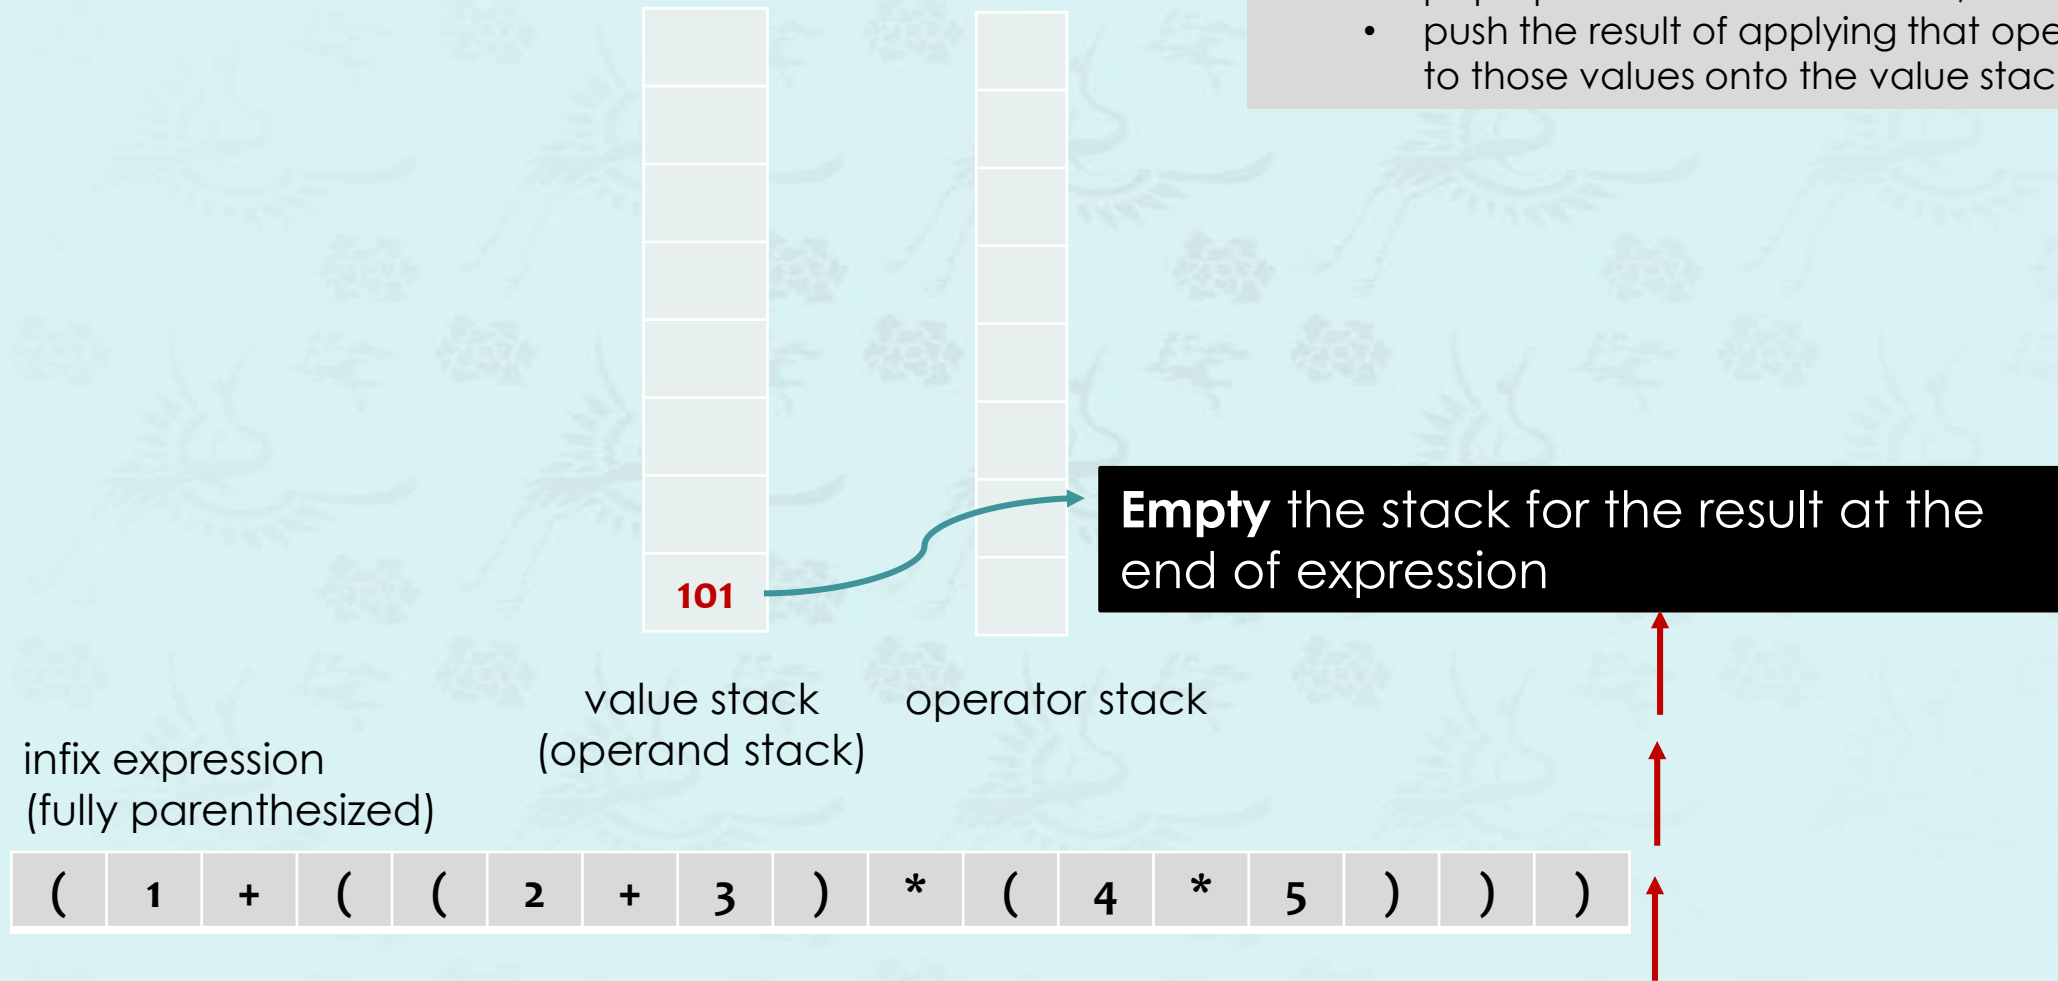 • push the result of applying that ope
to those values onto the value stac
101
Empty the stack for the result at the
end of expression
value stack
(operand stack)
operator stack
infix expression
(fully parenthesized)
( 1 + ( ( 2 + 3 ) * ( 4 * 5 ) ) )